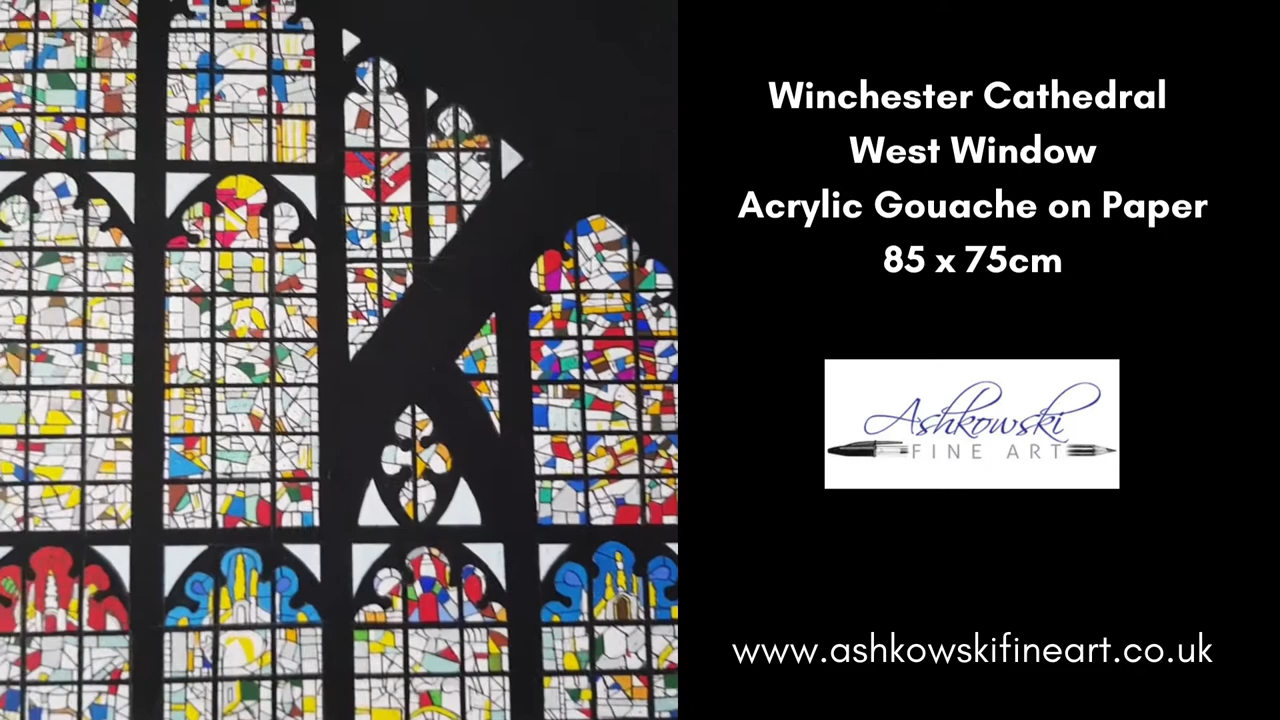 Winchester Cathedral
West Window
Acrylic Gouache on Paper
85 x 75cm
Ashkowski
FINE ART
www.ashkowskifineart.co.uk